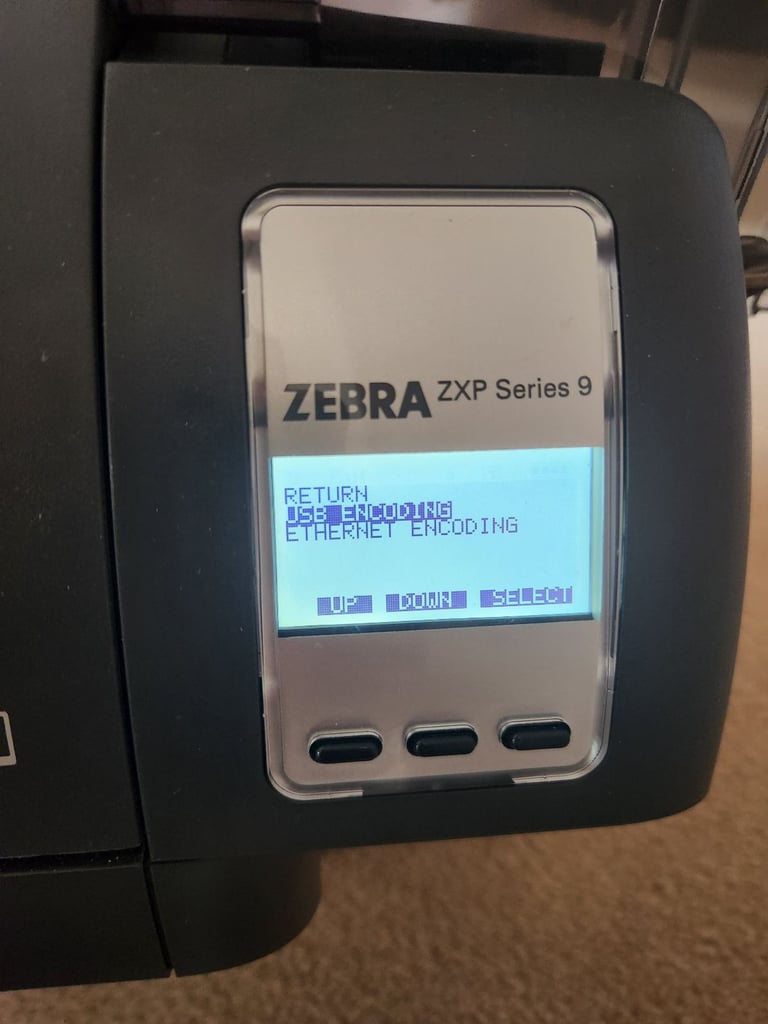 ZEBRA ZXP Series 9
RETURN
USB ENCODING
ETHERNET ENCODING
UP DOWN SELECT